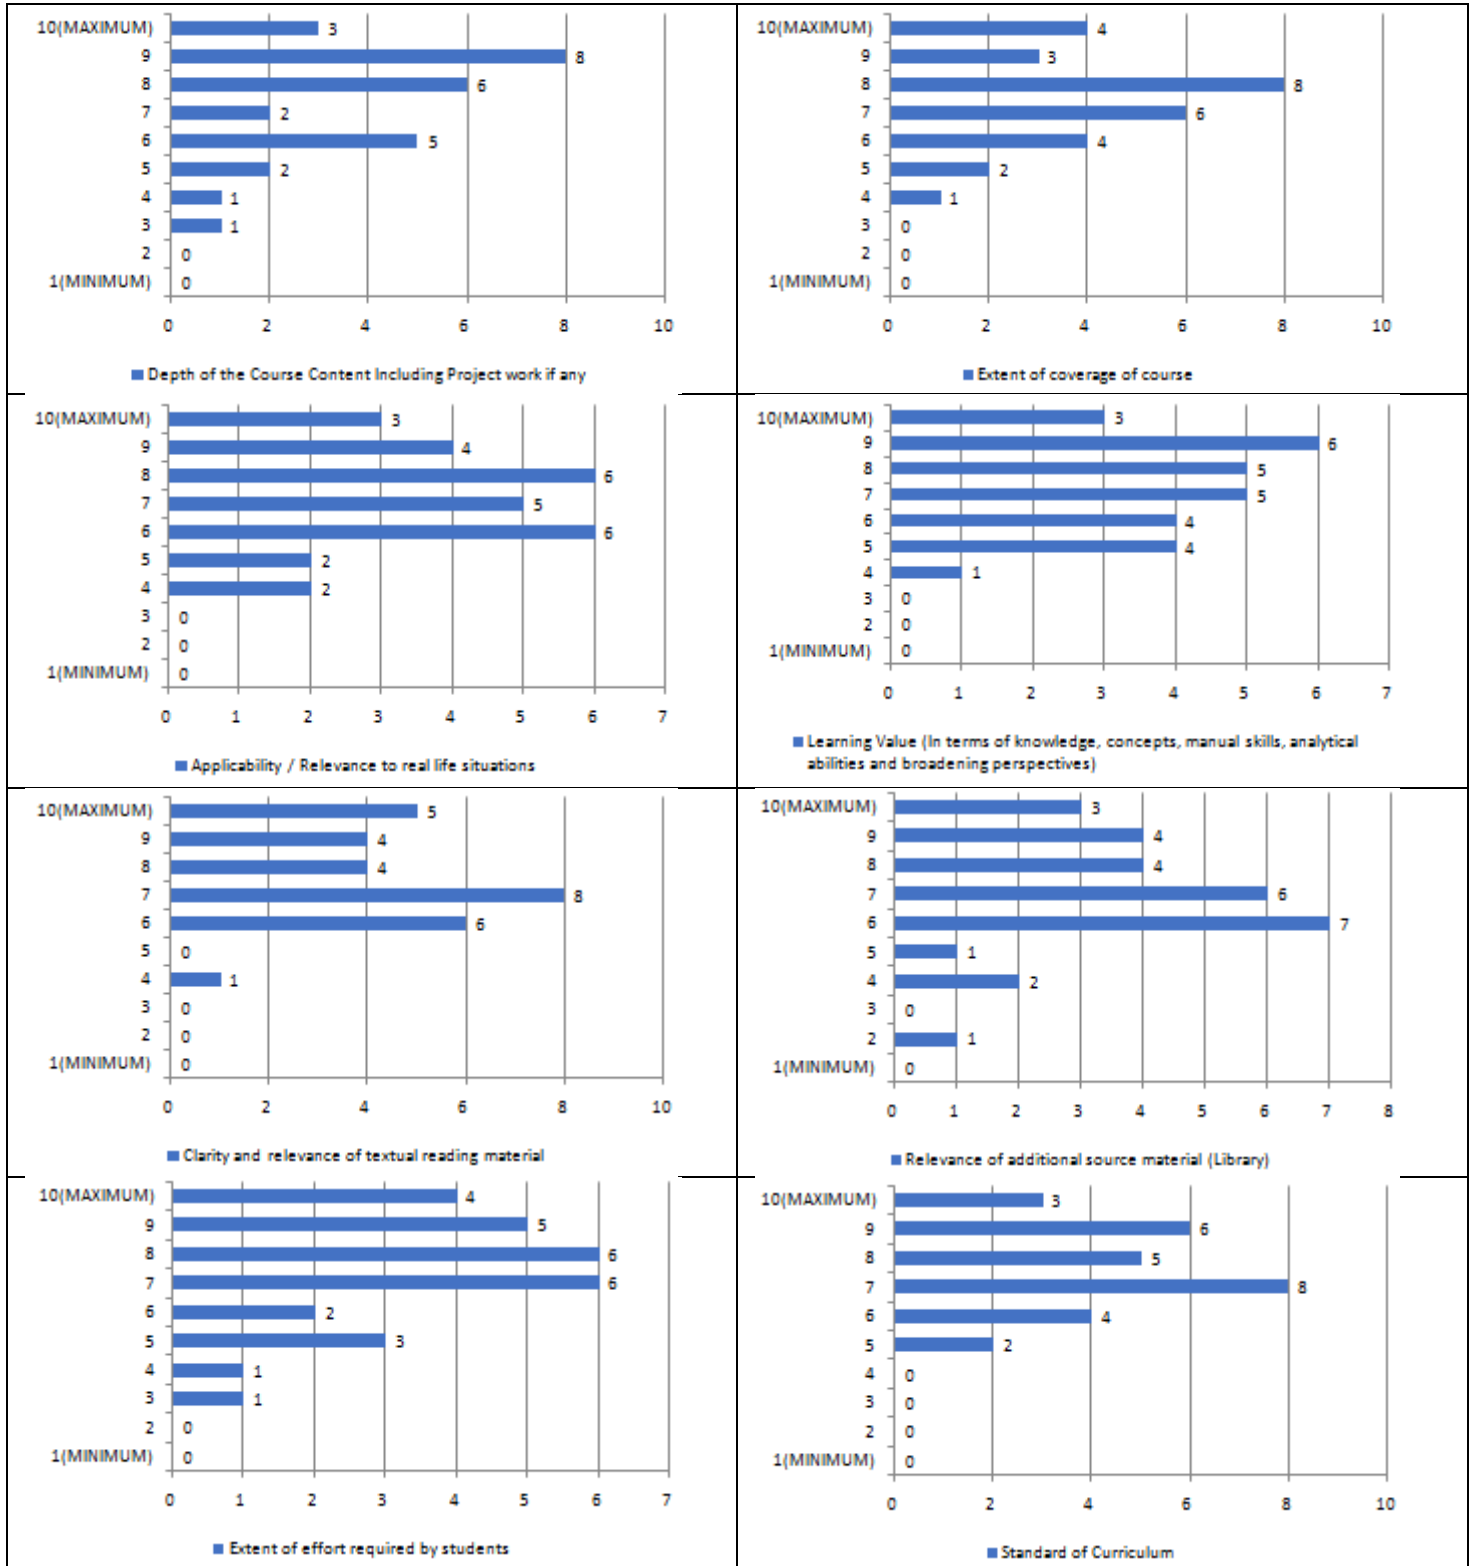 10(MAXIMUM) 3
9 8
8 6
7 2
6 5
5 2
4 1
3 1
2 0
1(MINIMUM) 0
0 2 4 6 8 10
Depth of the Course Content Including Project work if any
10(MAXIMUM) 4
9 3
8 8
7 6
6 4
5 2
4 1
3 0
2 0
1(MINIMUM) 0
0 2 4 6 8 10
Extent of coverage of course
10(MAXIMUM) 3
9 4
8 6
7 5
6 6
5 2
4 2
3 0
2 0
1(MINIMUM) 0
0 1 2 3 4 5 6 7
Applicability / Relevance to real life situations
10(MAXIMUM) 3
9 6
8 5
7 5
6 4
5 4
4 1
3 0
2 0
1(MINIMUM) 0
0 1 2 3 4 5 6 7
Learning Value (In terms of knowledge, concepts, manual skills, analytical
abilities and broadening perspectives)
10(MAXIMUM) 5
9 4
8 4
7 8
6 6
5 0
4 1
3 0
2 0
1(MINIMUM) 0
0 2 4 6 8 10
Clarity and relevance of textual reading material
10(MAXIMUM) 3
9 4
8 4
7 6
6 7
5 1
4 2
3 0
2 1
1(MINIMUM) 0
0 1 2 3 4 5 6 7 8
Relevance of additional source material (Library)
10(MAXIMUM) 4
9 5
8 6
7 6
6 2
5 3
4 1
3 1
2 0
1(MINIMUM) 0
0 1 2 3 4 5 6 7
Extent of effort required by students
10(MAXIMUM) 3
9 6
8 5
7 8
6 4
5 2
4 0
3 0
2 0
1(MINIMUM) 0
0 2 4 6 8 10
Standard of Curriculum